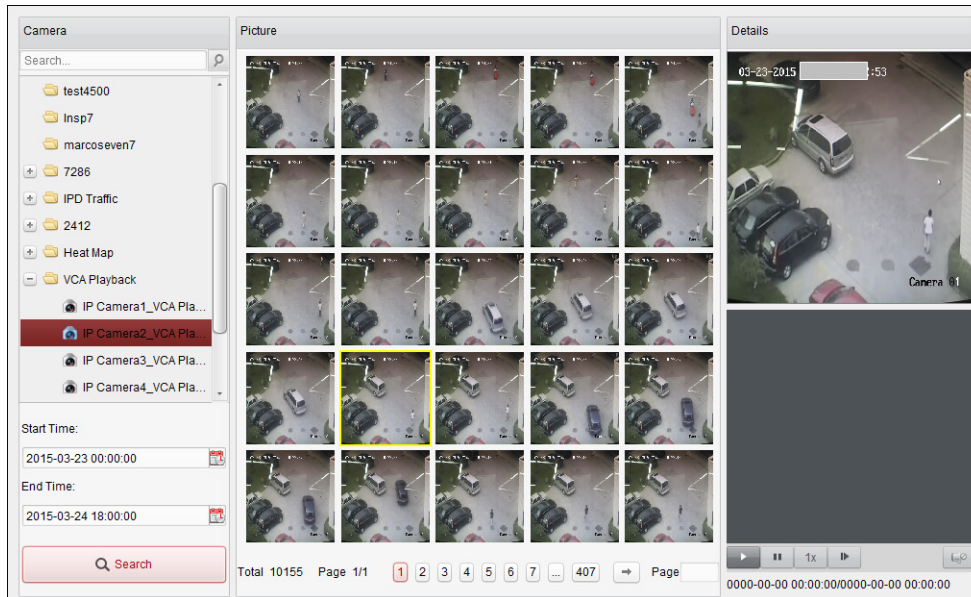 Camera
Search...
test4500
Insp7
marcoseven7
7286
IPD Traffic
2412
Heat Map
VCA Playback
IP Camera1_VCA Pla...
IP Camera2_VCA Pla...
IP Camera3_VCA Pla...
IP Camera4_VCA Pla...
Start Time:
2015-03-23 00:00:00
End Time:
2015-03-24 18:00:00
Search
Picture
Total 10155 Page 1/1 1 2 3 4 5 6 7 ... 407 Page
Details
03-23-2015 :53
Camera 01
1x
0000-00-00 00:00:00/0000-00-00 00:00:00